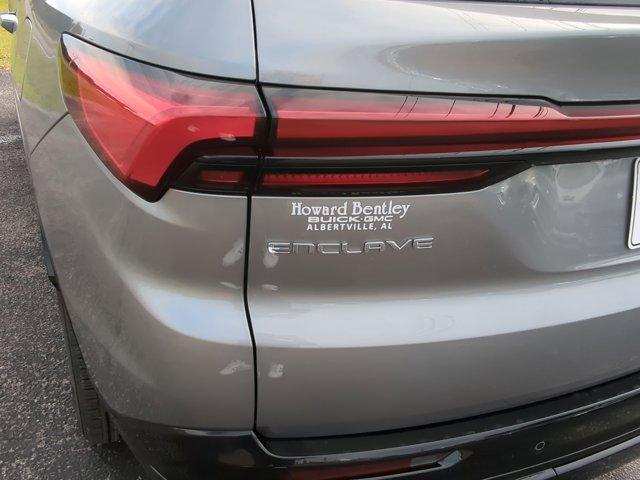 Howard Bentley
BUICK·GMC
ALBERTVILLE, AL
ENCLAVE